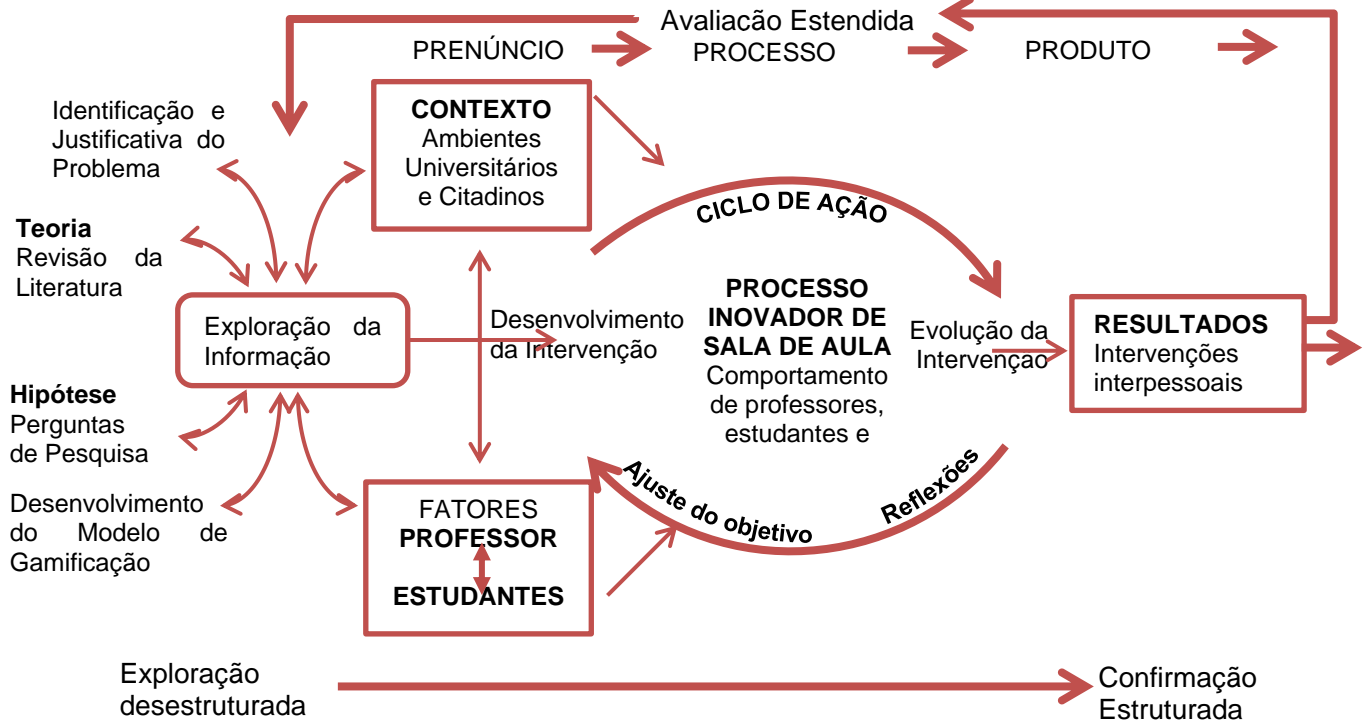 Avaliacão Estendida
PRENÚNCIO
PROCESSO
PRODUTO
Identificação e
Justificativa do
Problema
CONTEXTO
Ambientes
Universitários
e Citadinos
Teoria
Revisão da
Literatura
CICLO DE AÇÃO
Exploração da
Informação
Desenvolvimento
da Intervenção
PROCESSO
INOVADOR DE
SALA DE AULA
Comportamento
de professores,
estudantes e
Evolução da
Intervenção
RESULTADOS
Intervenções
interpessoais
Hipótese
Perguntas
de Pesquisa
Desenvolvimento
do Modelo de
Gamificação
FATORES
PROFESSOR
ESTUDANTES
Ajuste do objetivo
Reflexões
Exploração
desestruturada
Confirmação
Estruturada